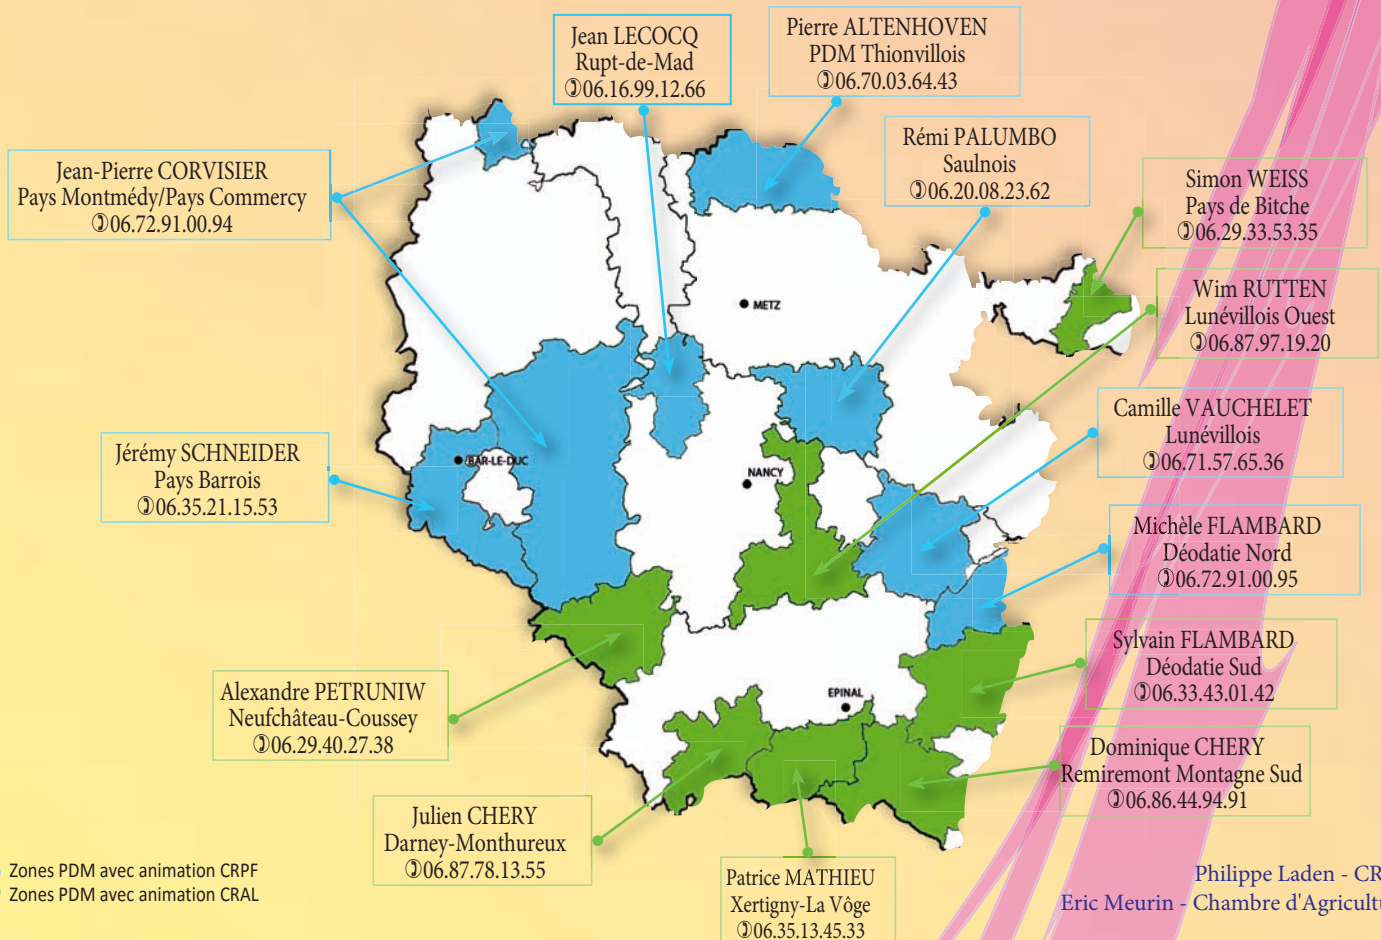 Jean LECOCQ
Rupt-de-Mad
✆06.16.99.12.66
Pierre ALTENHOVEN
PDM Thionvillois
✆06.70.03.64.43
Rémi PALUMBO
Saulnois
✆06.20.08.23.62
Jean-Pierre CORVISIER
Pays Montmédy/Pays Commercy
✆06.72.91.00.94
Simon WEISS
Pays de Bitche
✆06.29.33.53.35
Wim RUTTEN
Lunévillois Ouest
✆06.87.97.19.20
METZ
Camille VAUCHELET
Lunévillois
✆06.71.57.65.36
Jérémy SCHNEIDER
Pays Barrois
✆06.35.21.15.53
BAR-LE-DUC
NANCY
Michèle FLAMBARD
Déodatie Nord
✆06.72.91.00.95
Sylvain FLAMBARD
Déodatie Sud
✆06.33.43.01.42
Alexandre PETRUNIW
Neufchâteau-Coussey
✆06.29.40.27.38
EPINAL
Dominique CHERY
Remiremont Montagne Sud
✆06.86.44.94.91
Julien CHERY
Darney-Monthureux
✆06.87.78.13.55
Patrice MATHIEU
Xertigny-La Vôge
✆06.35.13.45.33
Zones PDM avec animation CRPF
Zones PDM avec animation CRAL
Philippe Laden - CR
Eric Meurin - Chambre d'Agricultu